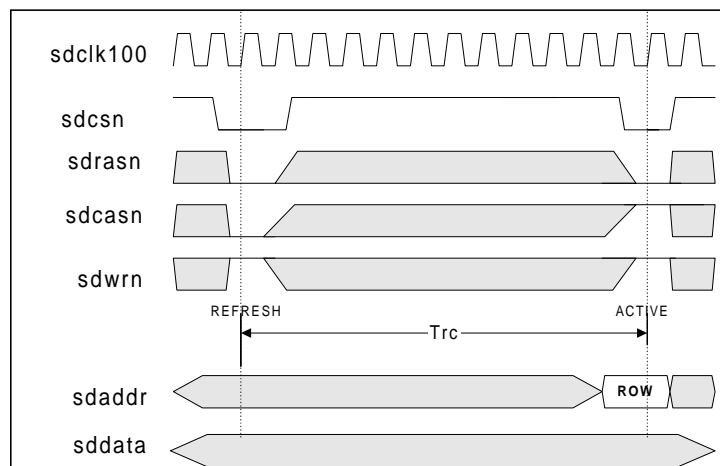 sdclk100
sdcsn
sdrasn
sdcasn
sdwrn
REFRESH
ACTIVE
Trc
sdaddr
ROW
sddata